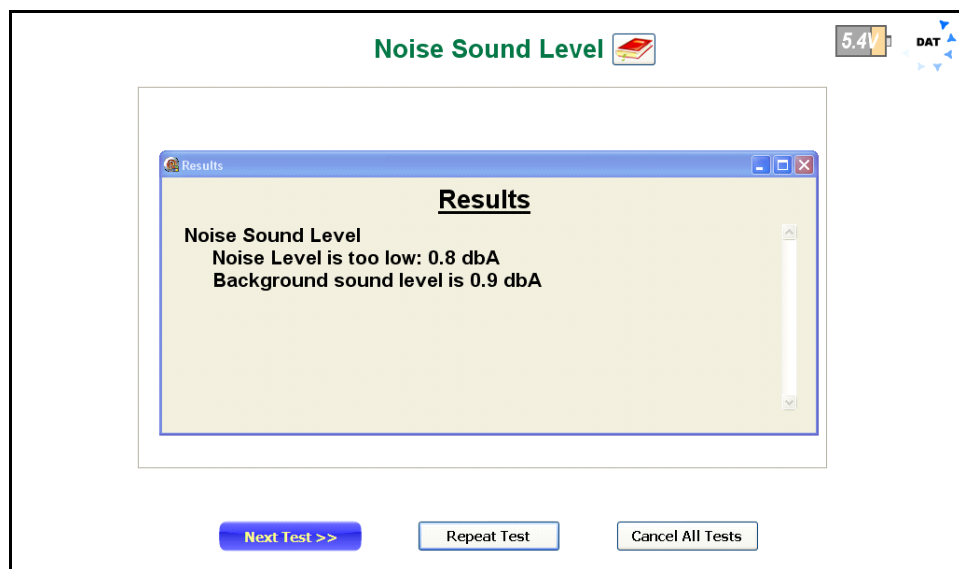 Noise Sound Level
5.4V
DAT
Results
Results
Noise Sound Level
Noise Level is too low: 0.8 dbA
Background sound level is 0.9 dbA
Next Test >>
Repeat Test
Cancel All Tests